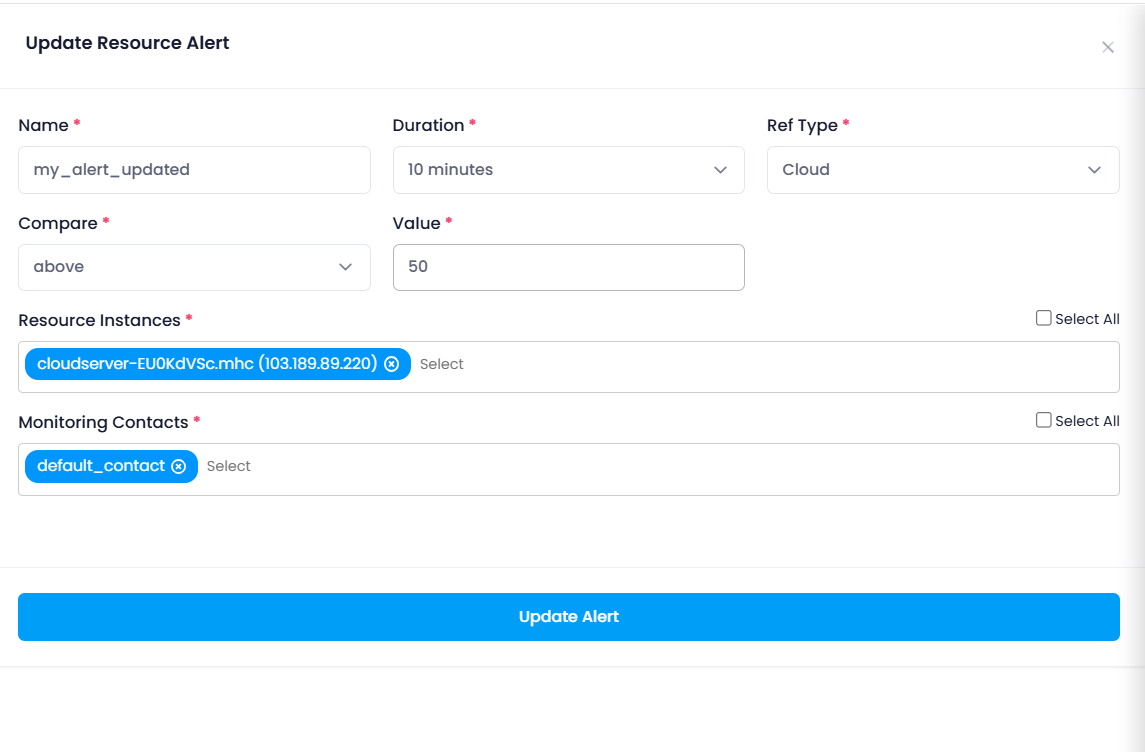 Update Resource Alert
Name * Duration * Ref Type *
my_alert_updated 10 minutes Cloud
Compare * Value *
above 50
Resource Instances * Select All
cloudserver-EU0KdVSc.mhc (103.189.89.220) Select
Monitoring Contacts * Select All
default_contact Select
Update Alert